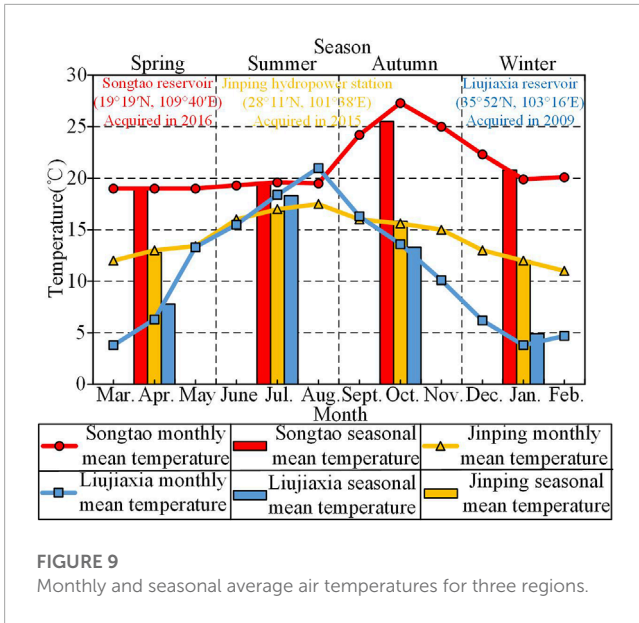 Season
Spring Summer Autumn Winter
Songtao reservoir
(19°19′N, 109°40′E)
Acquired in 2016
Jinping hydropower station
(28°11′N, 101°38′E)
Acquired in 2015
Liujiaxia reservoir
(35°52′N, 103°16′E)
Acquired in 2009
Temperature(℃)
30
25
20
15
10
5
0
Mar. Apr. May June Jul. Aug. Sept. Oct. Nov. Dec. Jan. Feb.
Month
Songtao monthly
mean temperature
Songtao seasonal
mean temperature
Jinping monthly
mean temperature
Liujiaxia monthly
mean temperature
Liujiaxia seasonal
mean temperature
Jinping seasonal
mean temperature
FIGURE 9
Monthly and seasonal average air temperatures for three regions.